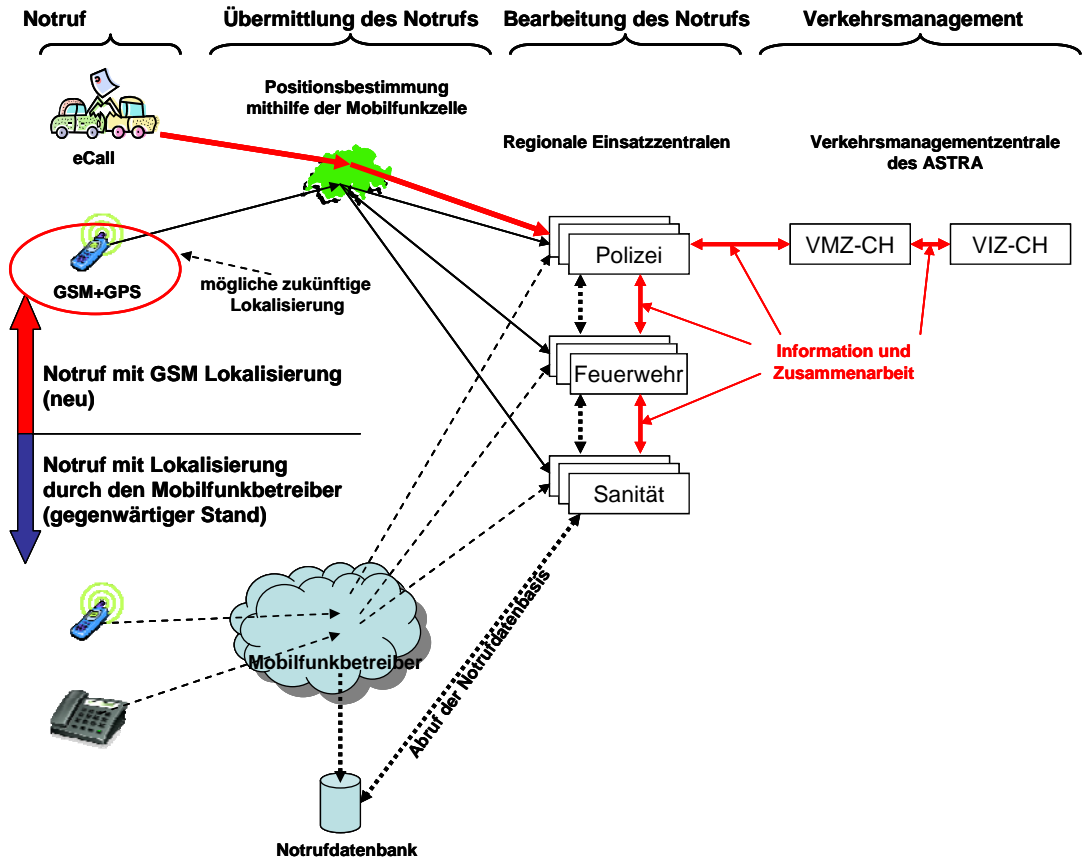 Notruf
Übermittlung des Notrufs
Bearbeitung des Notrufs
Verkehrsmanagement
Positionsbestimmung
mithilfe der Mobilfunkzelle
eCall
Regionale Einsatzzentralen
Verkehrsmanagementzentrale
des ASTRA
GSM+GPS
mögliche zukünftige
Lokalisierung
Polizei
VMZ-CH
VIZ-CH
Notruf mit GSM Lokalisierung
(neu)
Feuerwehr
Information und
Zusammenarbeit
Notruf mit Lokalisierung
durch den Mobilfunkbetreiber
(gegenwärtiger Stand)
Sanität
Mobilfunkbetreiber
Abruf der Notrufdatenbasis
Notrufdatenbank